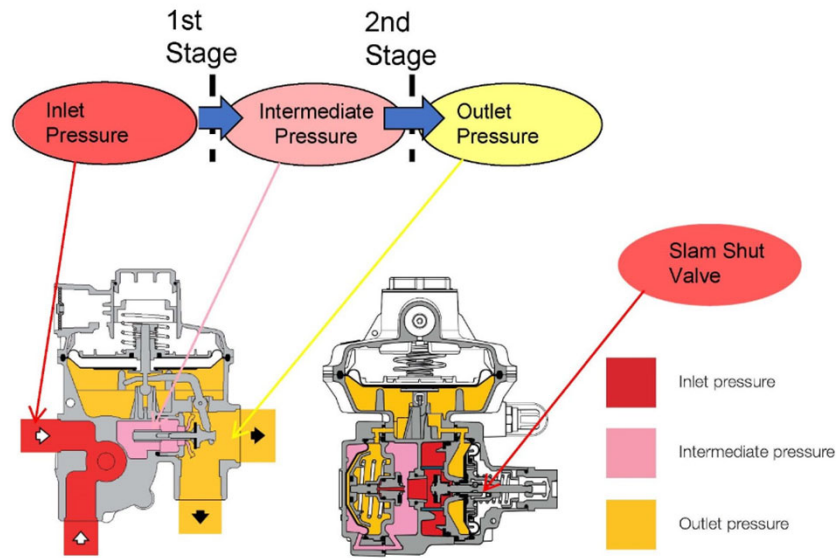 1st
Stage
2nd
Stage
Inlet
Pressure
Intermediate
Pressure
Outlet
Pressure
Slam Shut
Valve
Inlet pressure
Intermediate pressure
Outlet pressure